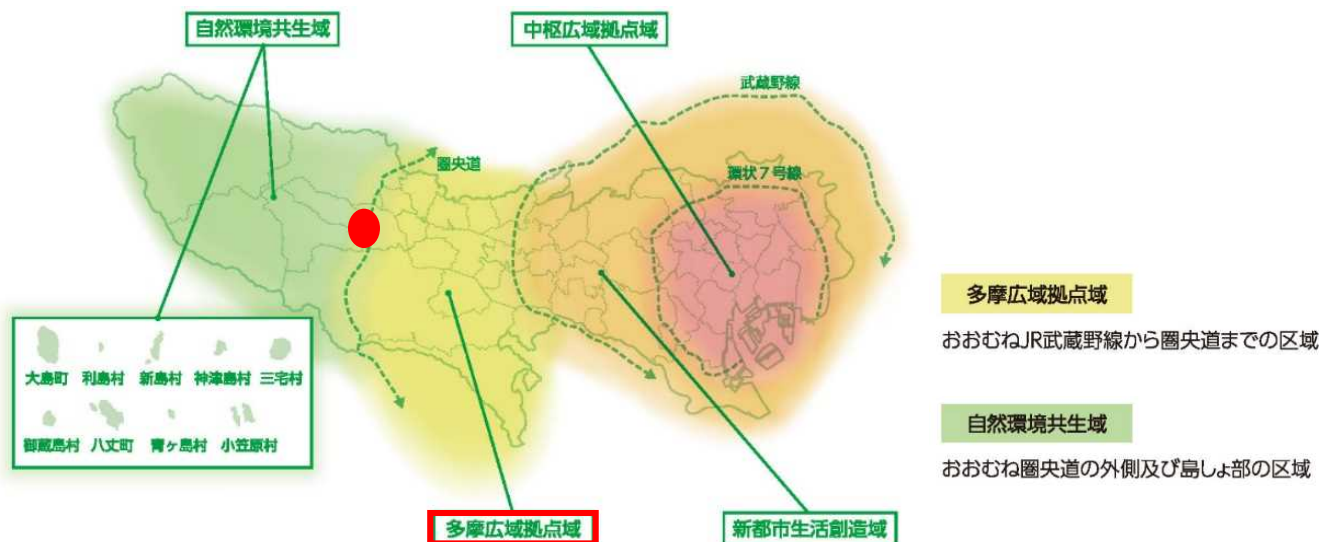 自然環境共生域
中枢広域拠点域
武蔵野線
圏央道
環状7号線
大島町
利島村
新島村
神津島村
三宅村
御蔵島村
八丈町
青ヶ島村
小笠原村
多摩広域拠点域
新都市生活創造域
多摩広域拠点域
おおむねJR武蔵野線から圏央道までの区域
自然環境共生域
おおむね圏央道の外側及び島しょ部の区域